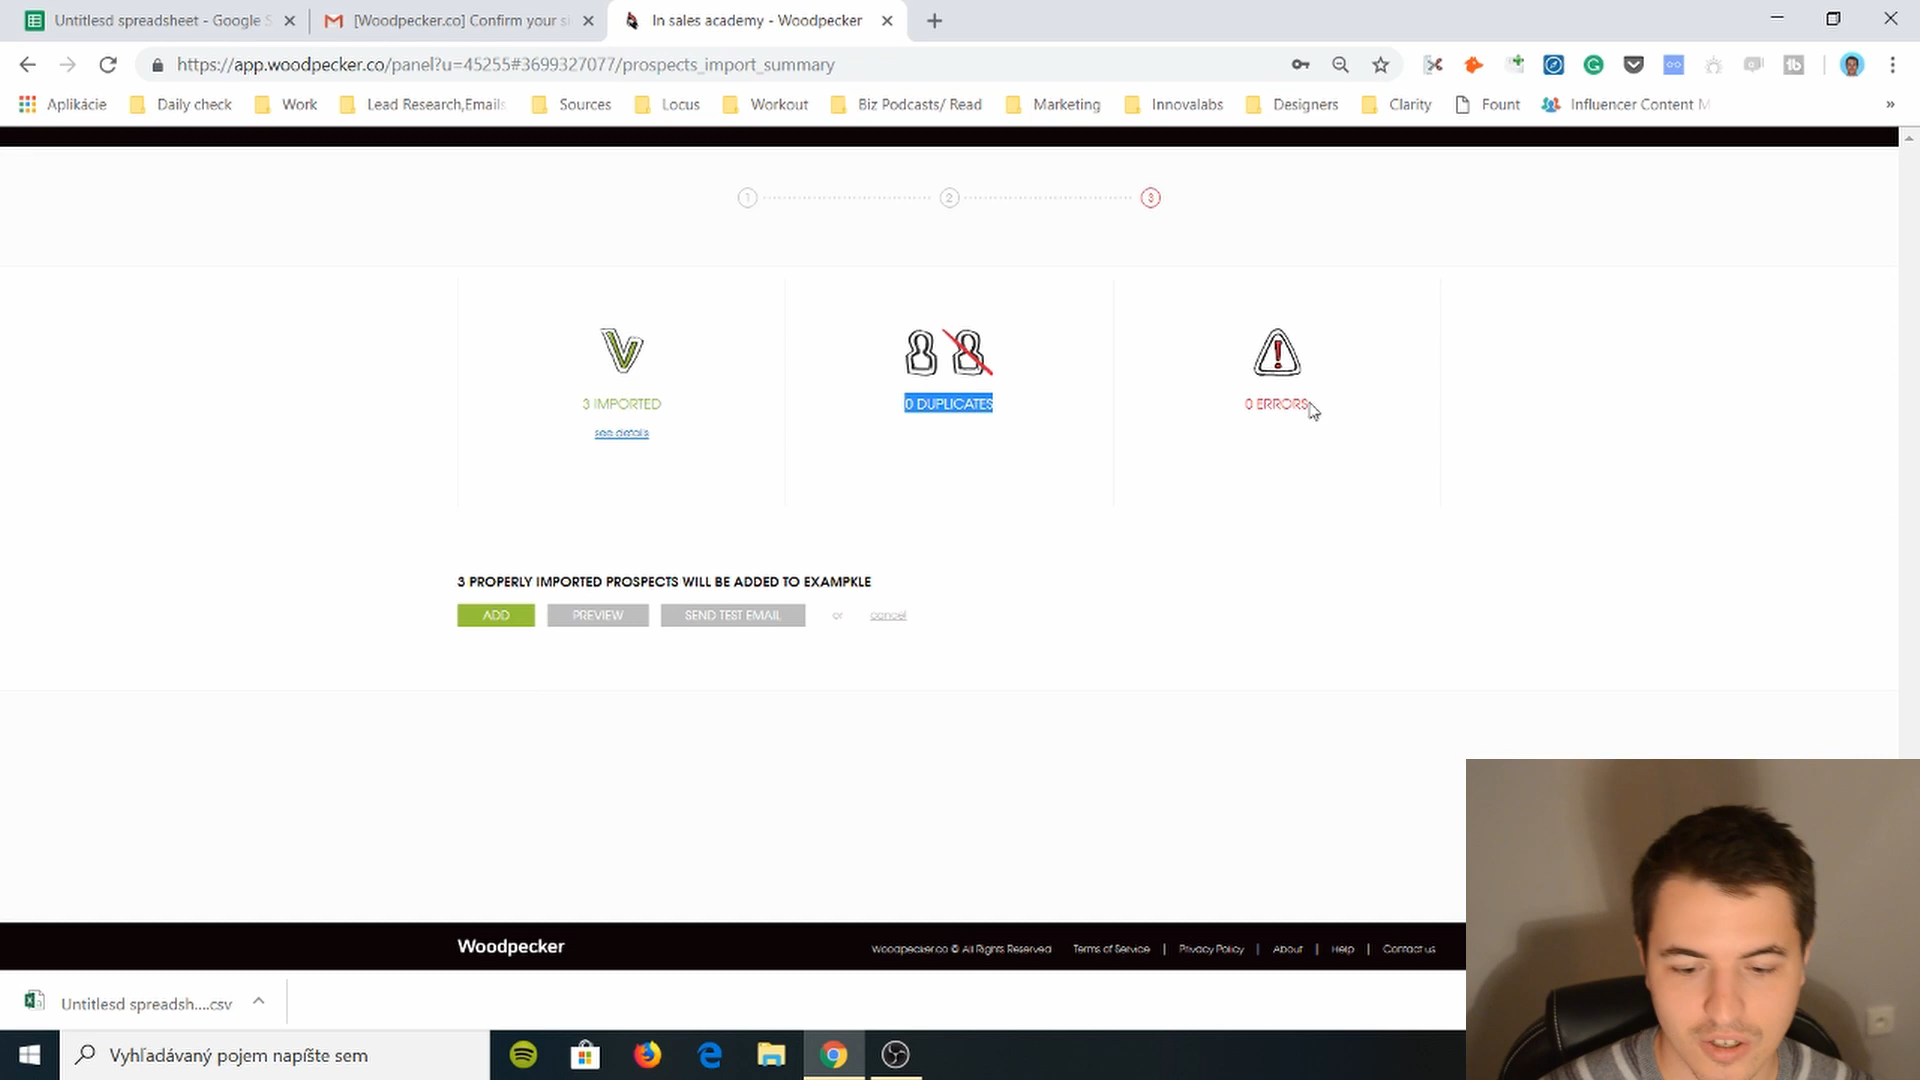 Untitlesd spreadsheet - Google S
[Woodpecker.co] Confirm your si
In sales academy - Woodpecker
https://app.woodpecker.co/panel?u=45255#3699327077/prospects_import_summary
Aplikácie
Daily check
Work
Lead Research,Emails
Sources
Locus
Workout
Biz Podcasts/ Read
Marketing
Innovalabs
Designers
Clarity
Fount
Influencer Content M
»
1
2
3
3 IMPORTED
see details
0 DUPLICATES
0 ERRORS
3 PROPERLY IMPORTED PROSPECTS WILL BE ADDED TO EXAMPKLE
ADD
PREVIEW
SEND TEST EMAIL
or
cancel
Woodpecker
Woodpecker.co © All Rights Reserved
Terms of Service | Privacy Policy | About | Help | Contact us
Untitlesd spreadsh....csv
Vyhľadávaný pojem napíšte sem